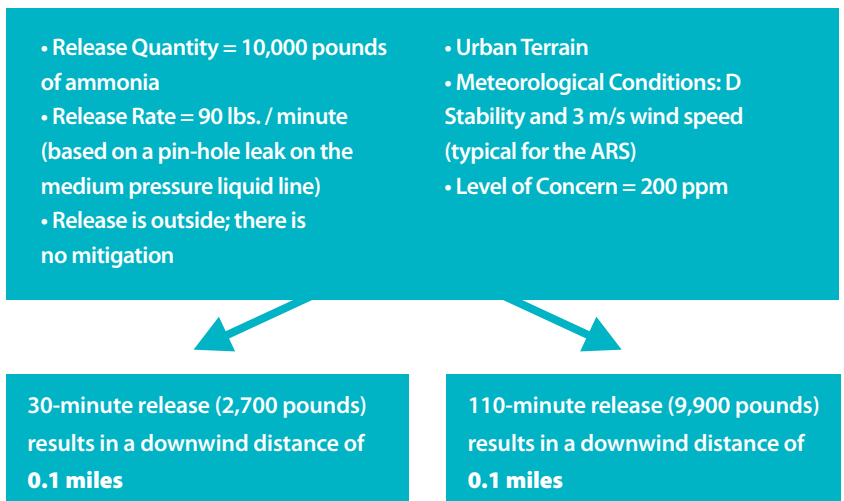 • Release Quantity = 10,000 pounds
of ammonia
• Release Rate = 90 lbs. / minute
(based on a pin-hole leak on the
medium pressure liquid line)
• Release is outside; there is
no mitigation
• Urban Terrain
• Meteorological Conditions: D
Stability and 3 m/s wind speed
(typical for the ARS)
• Level of Concern = 200 ppm
30-minute release (2,700 pounds)
results in a downwind distance of
0.1 miles
110-minute release (9,900 pounds)
results in a downwind distance of
0.1 miles